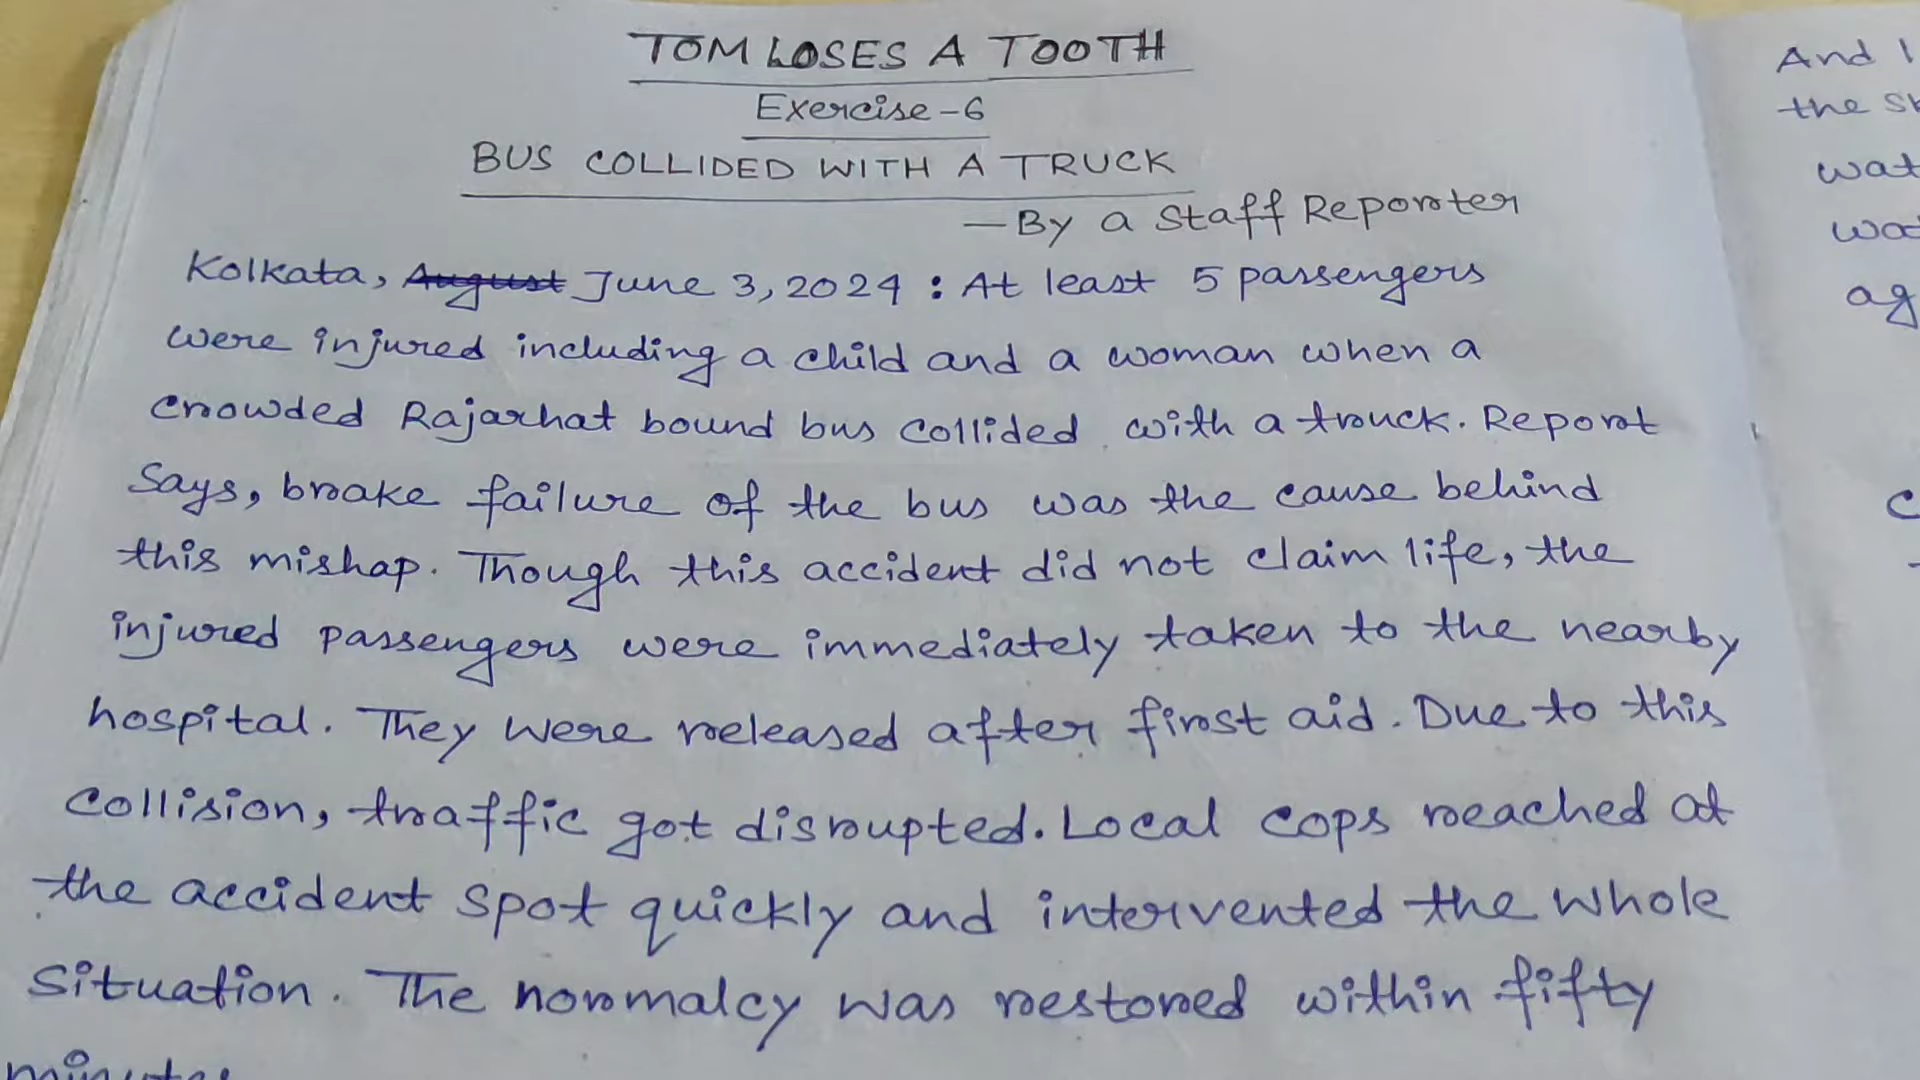 TOM LOSES A TOOTH
Exercise-6
BUS COLLIDED WITH A TRUCK
—By a Staff Reporter
Kolkata, August June 3, 2024 : At least 5 passengers
were injured including a child and a woman when a
crowded Rajarhat bound bus collided with a truck. Report
Says, brake failure of the bus was the cause behind
this mishap. Though this accident did not claim life, the
injured passengers were immediately taken to the nearby
hospital. They were released after first aid. Due to this
collision, traffic got disrupted. Local cops reached at
the accident spot quickly and intervented the whole
situation. The normalcy was restored within fifty
minutes
And I
the